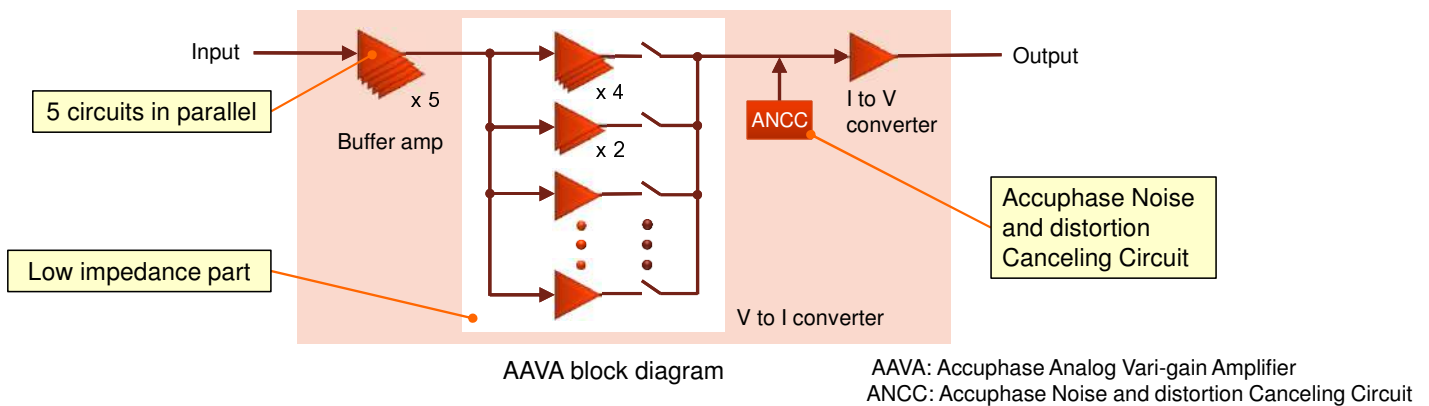 Input
5 circuits in parallel
x 5
Buffer amp
x 4
x 2
ANCC
I to V
converter
Output
Accuphase Noise
and distortion
Canceling Circuit
Low impedance part
V to I converter
AAVA block diagram
AAVA: Accuphase Analog Vari-gain Amplifier
ANCC: Accuphase Noise and distortion Canceling Circuit